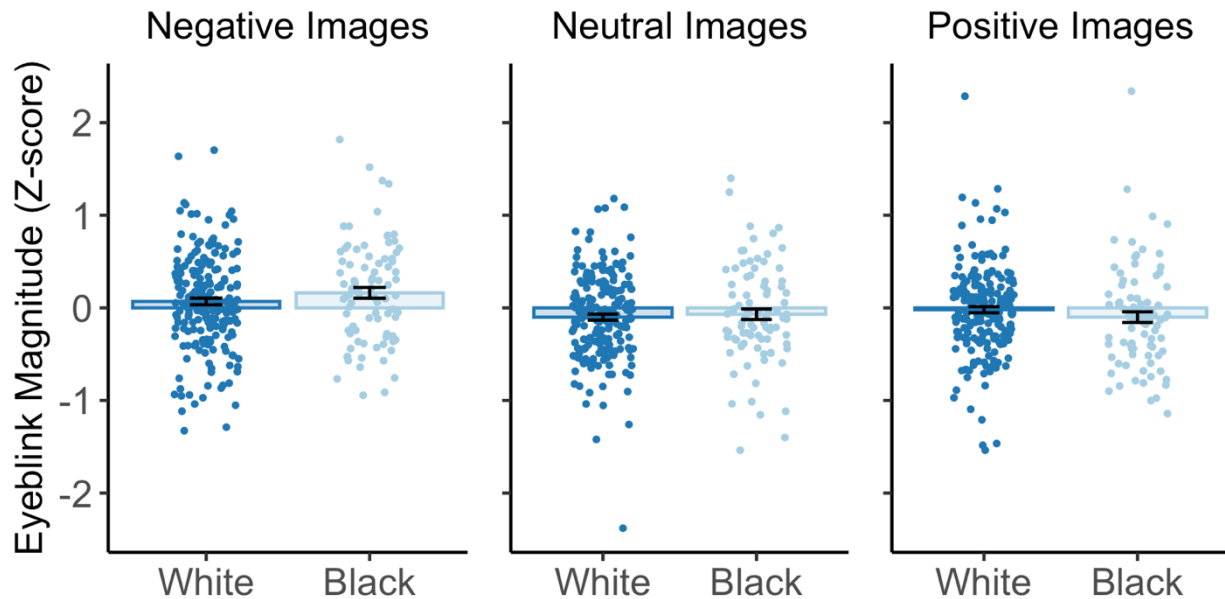 Negative Images
Neutral Images
Positive Images
Eyeblink Magnitude (Z-score)
2
1
0
-1
-2
White
Black
White
Black
White
Black